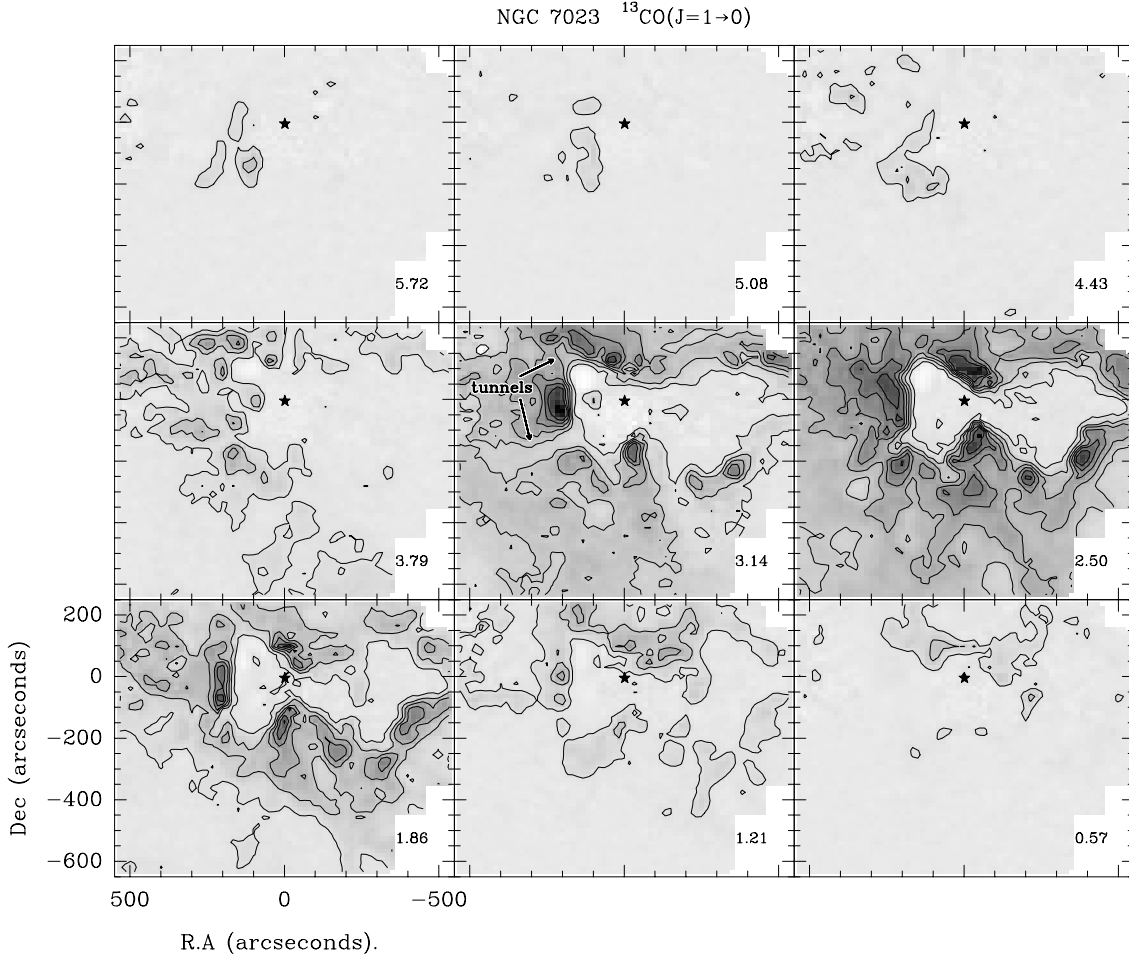 NGC 7023 ¹³CO(J=1→0)
5.72
5.08
4.43
tunnels
3.79
3.14
2.50
200
0
−200
−400
−600
Dec (arcseconds)
1.86
1.21
0.57
500 0 −500
R.A (arcseconds).